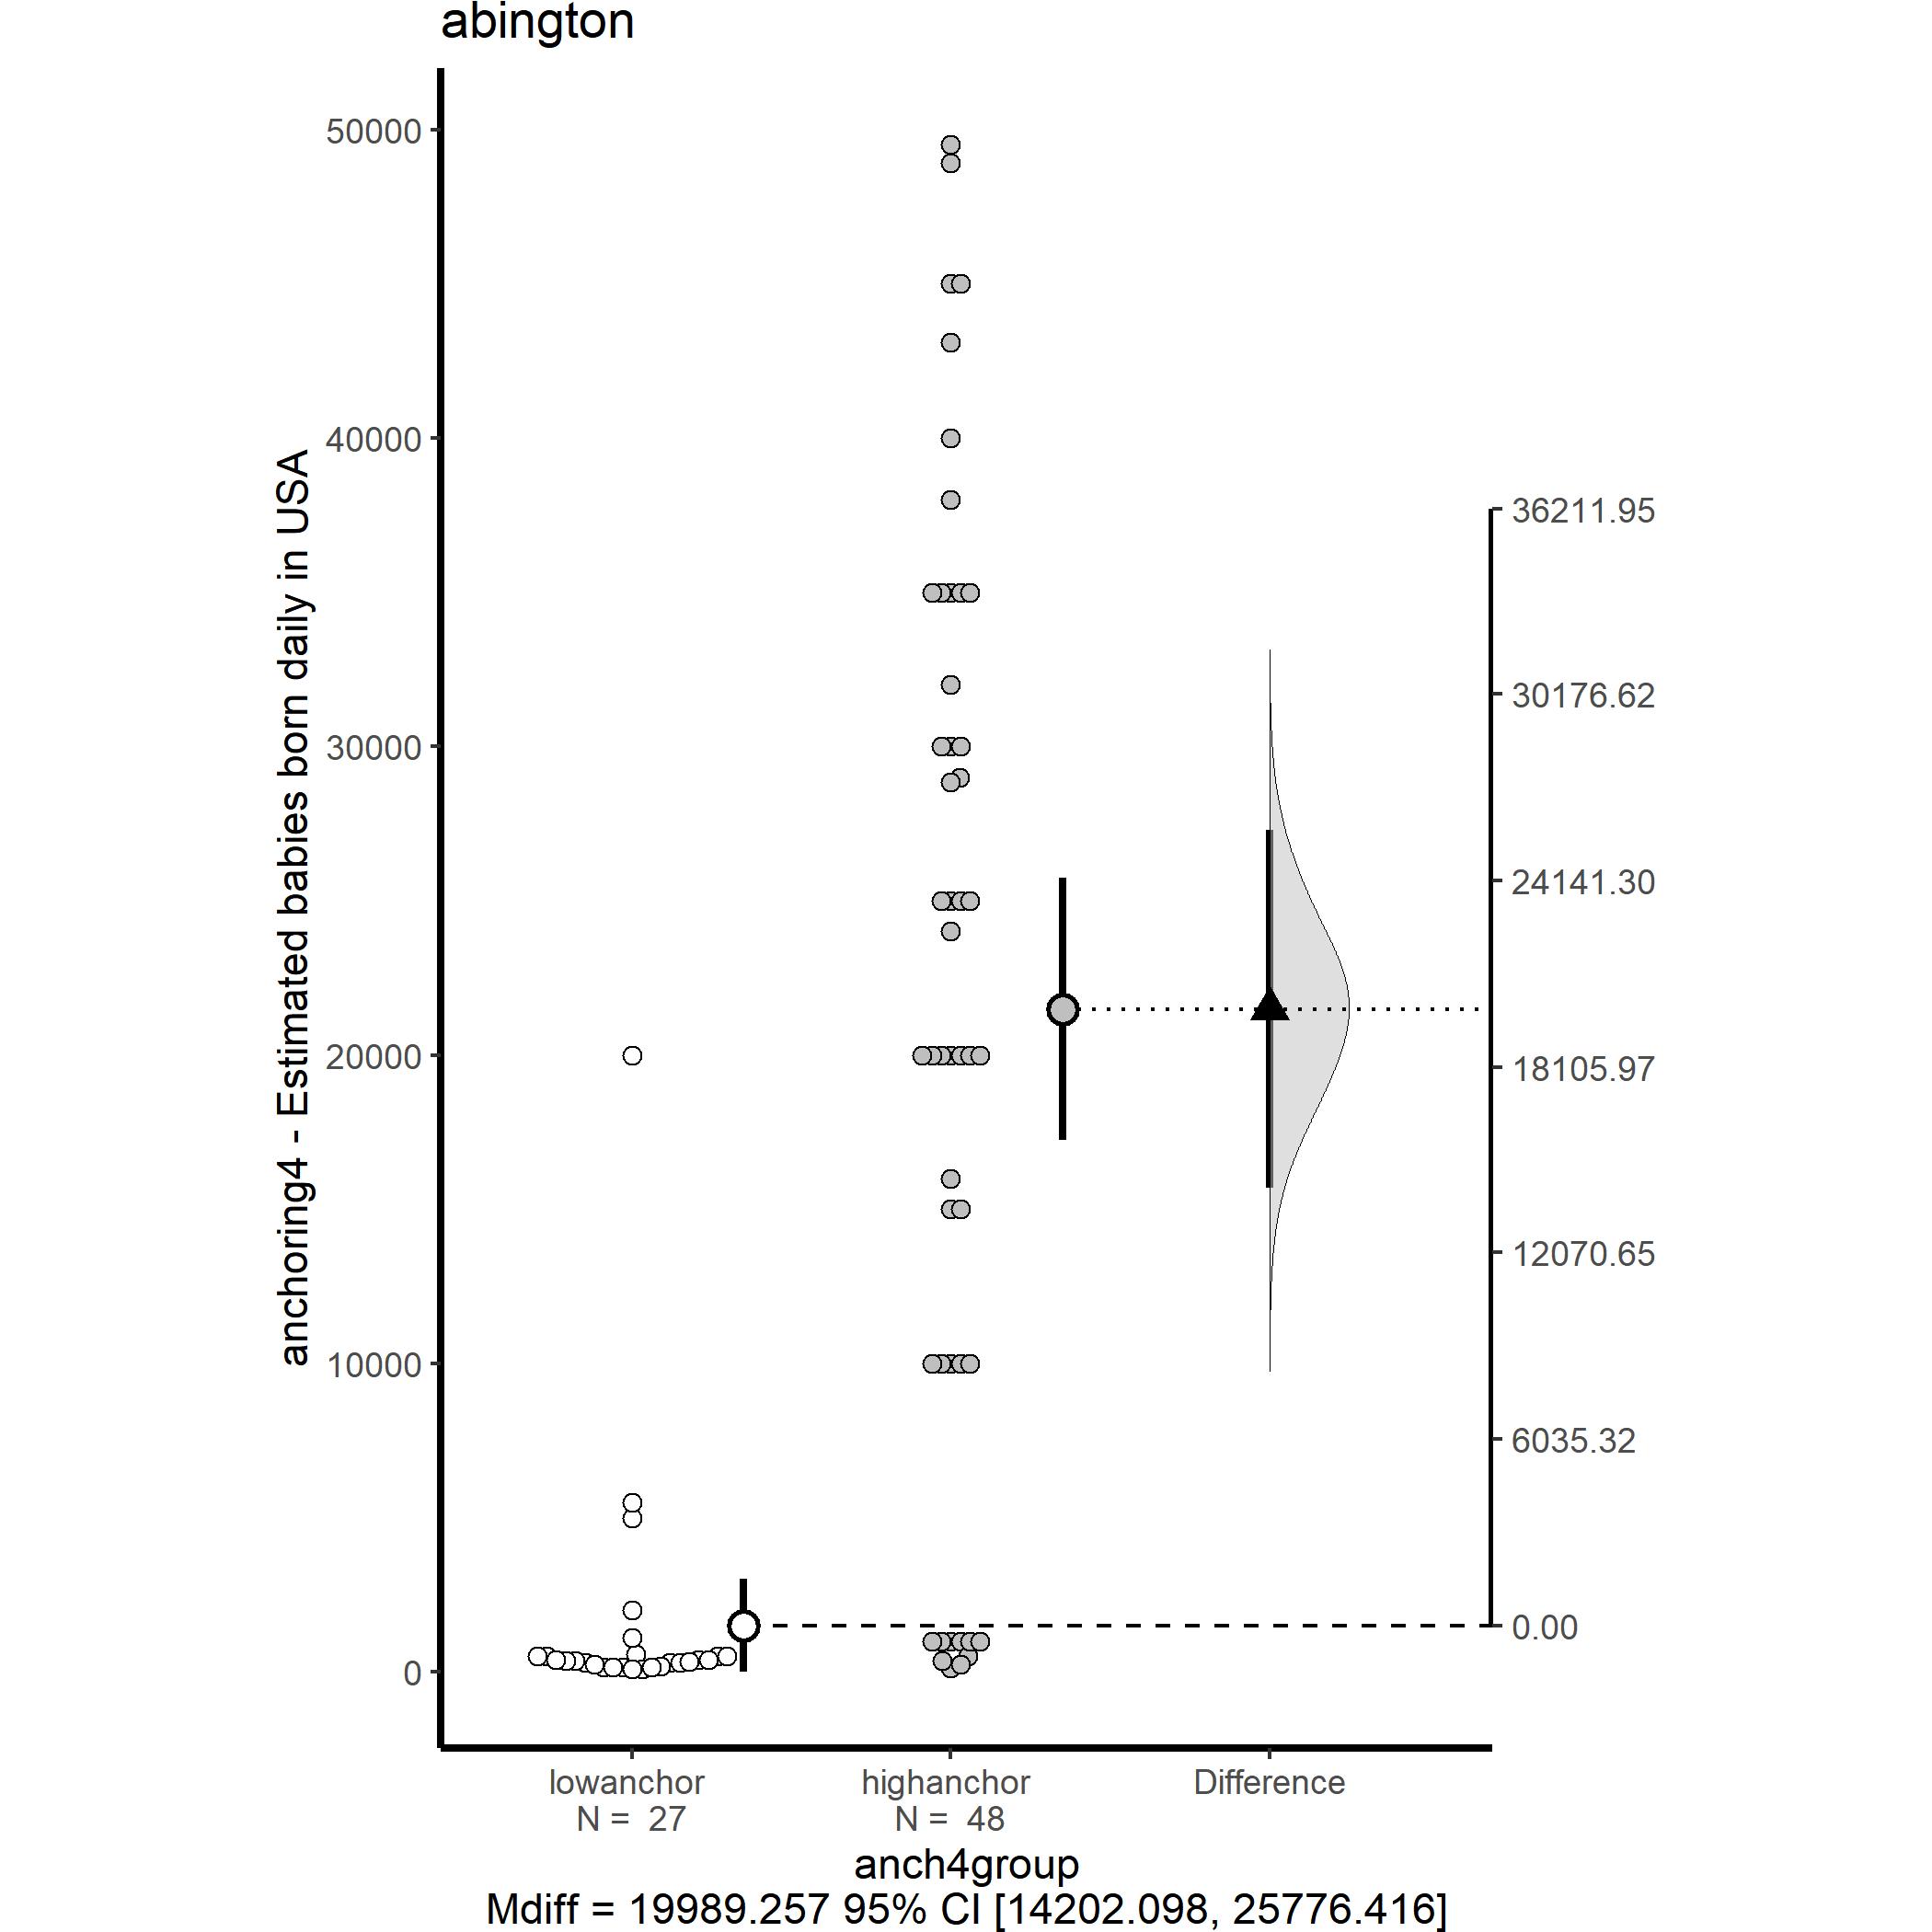 abington
anchoring4 - Estimated babies born daily in USA
50000
40000
30000
20000
10000
0
36211.95
30176.62
24141.30
18105.97
12070.65
6035.32
0.00
lowanchor highanchor Difference
N =  27 N =  48
anch4group
Mdiff = 19989.257 95% CI [14202.098, 25776.416]